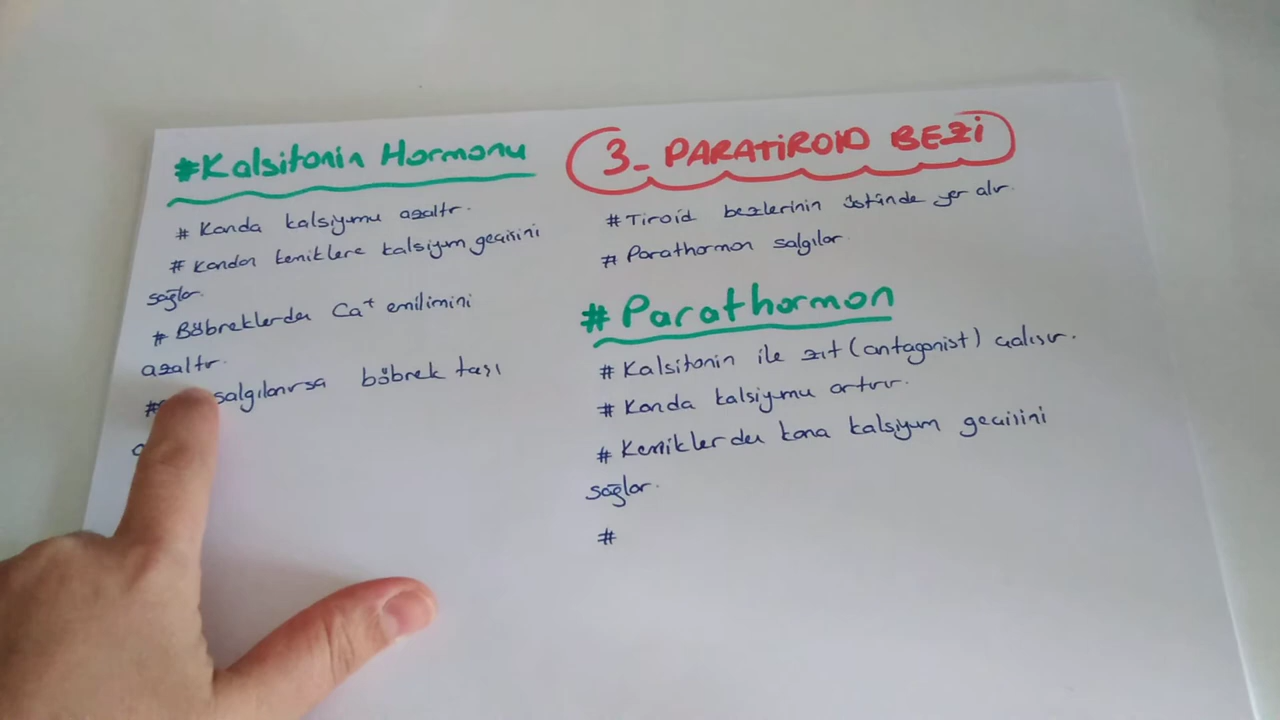 #Kalsitonin Hormonu
# Kanda kalsiyumu azaltır.
# Kandan kemiklere kalsiyum geçişini
sağlar.
# Böbreklerden Ca⁺ emilimini
azaltır.
# salgılanırsa böbrek taşı
3_ PARATİROİD BEZİ
# Tiroid bezlerinin üstünde yer alır.
# Parathormon salgılar.
# Parathormon
# Kalsitonin ile zıt (antagonist) çalışır.
# Kanda kalsiyumu artırır.
# Kemiklerden kana kalsiyum geçişini
sağlar.
#